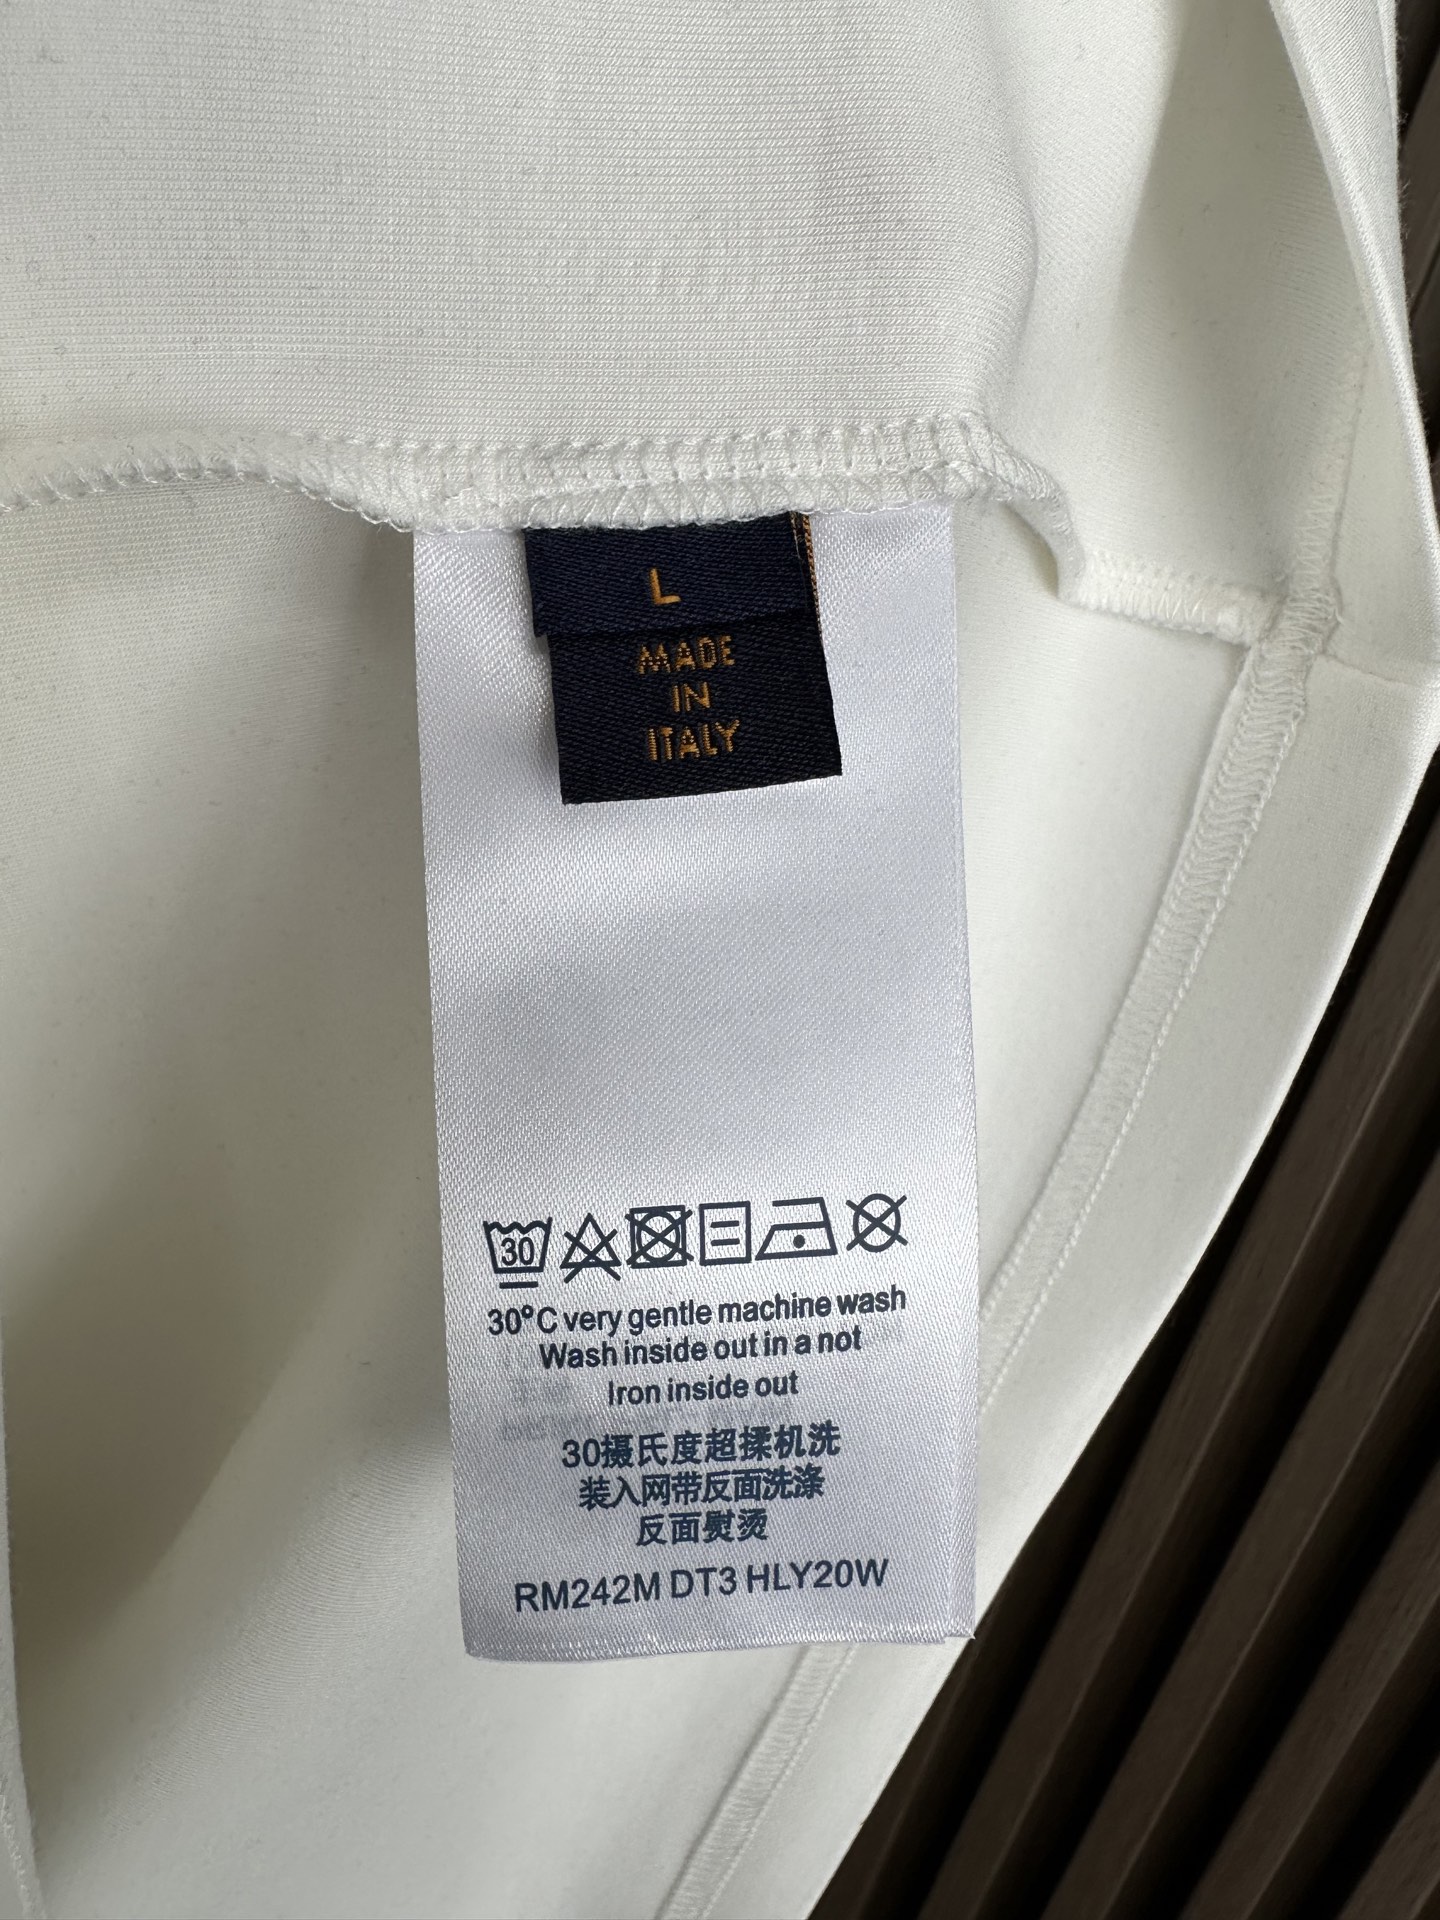 L
MADE
IN
ITALY
30
30°C very gentle machine wash
Wash inside out in a not
Iron inside out
30摄氏度超揉机洗
装入网带反面洗涤
反面熨烫
RM242M DT3 HLY20W